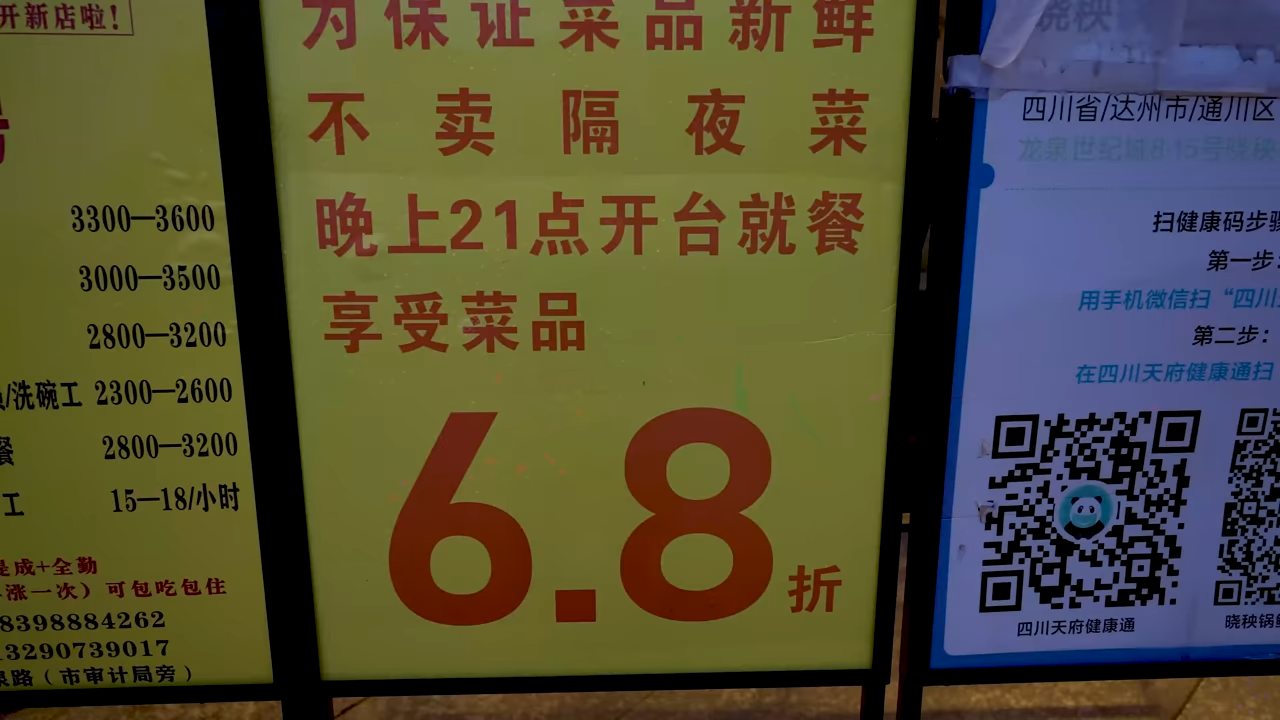 开新店啦！
3300—3600
3000—3500
2800—3200
/洗碗工 2300—2600
餐 2800—3200
工 15—18/小时
是成+全勤
涨一次）可包吃包住
8398884262
13290739017
泉路（市审计局旁）
为保证菜品新鲜
不卖隔夜菜
晚上21点开台就餐
享受菜品
6.8折
晓秧
四川省/达州市/通川区
龙泉世纪城8-15号晓秧
扫健康码步骤
第一步：
用手机微信扫“四川
第二步：
在四川天府健康通扫
四川天府健康通
晓秧锅